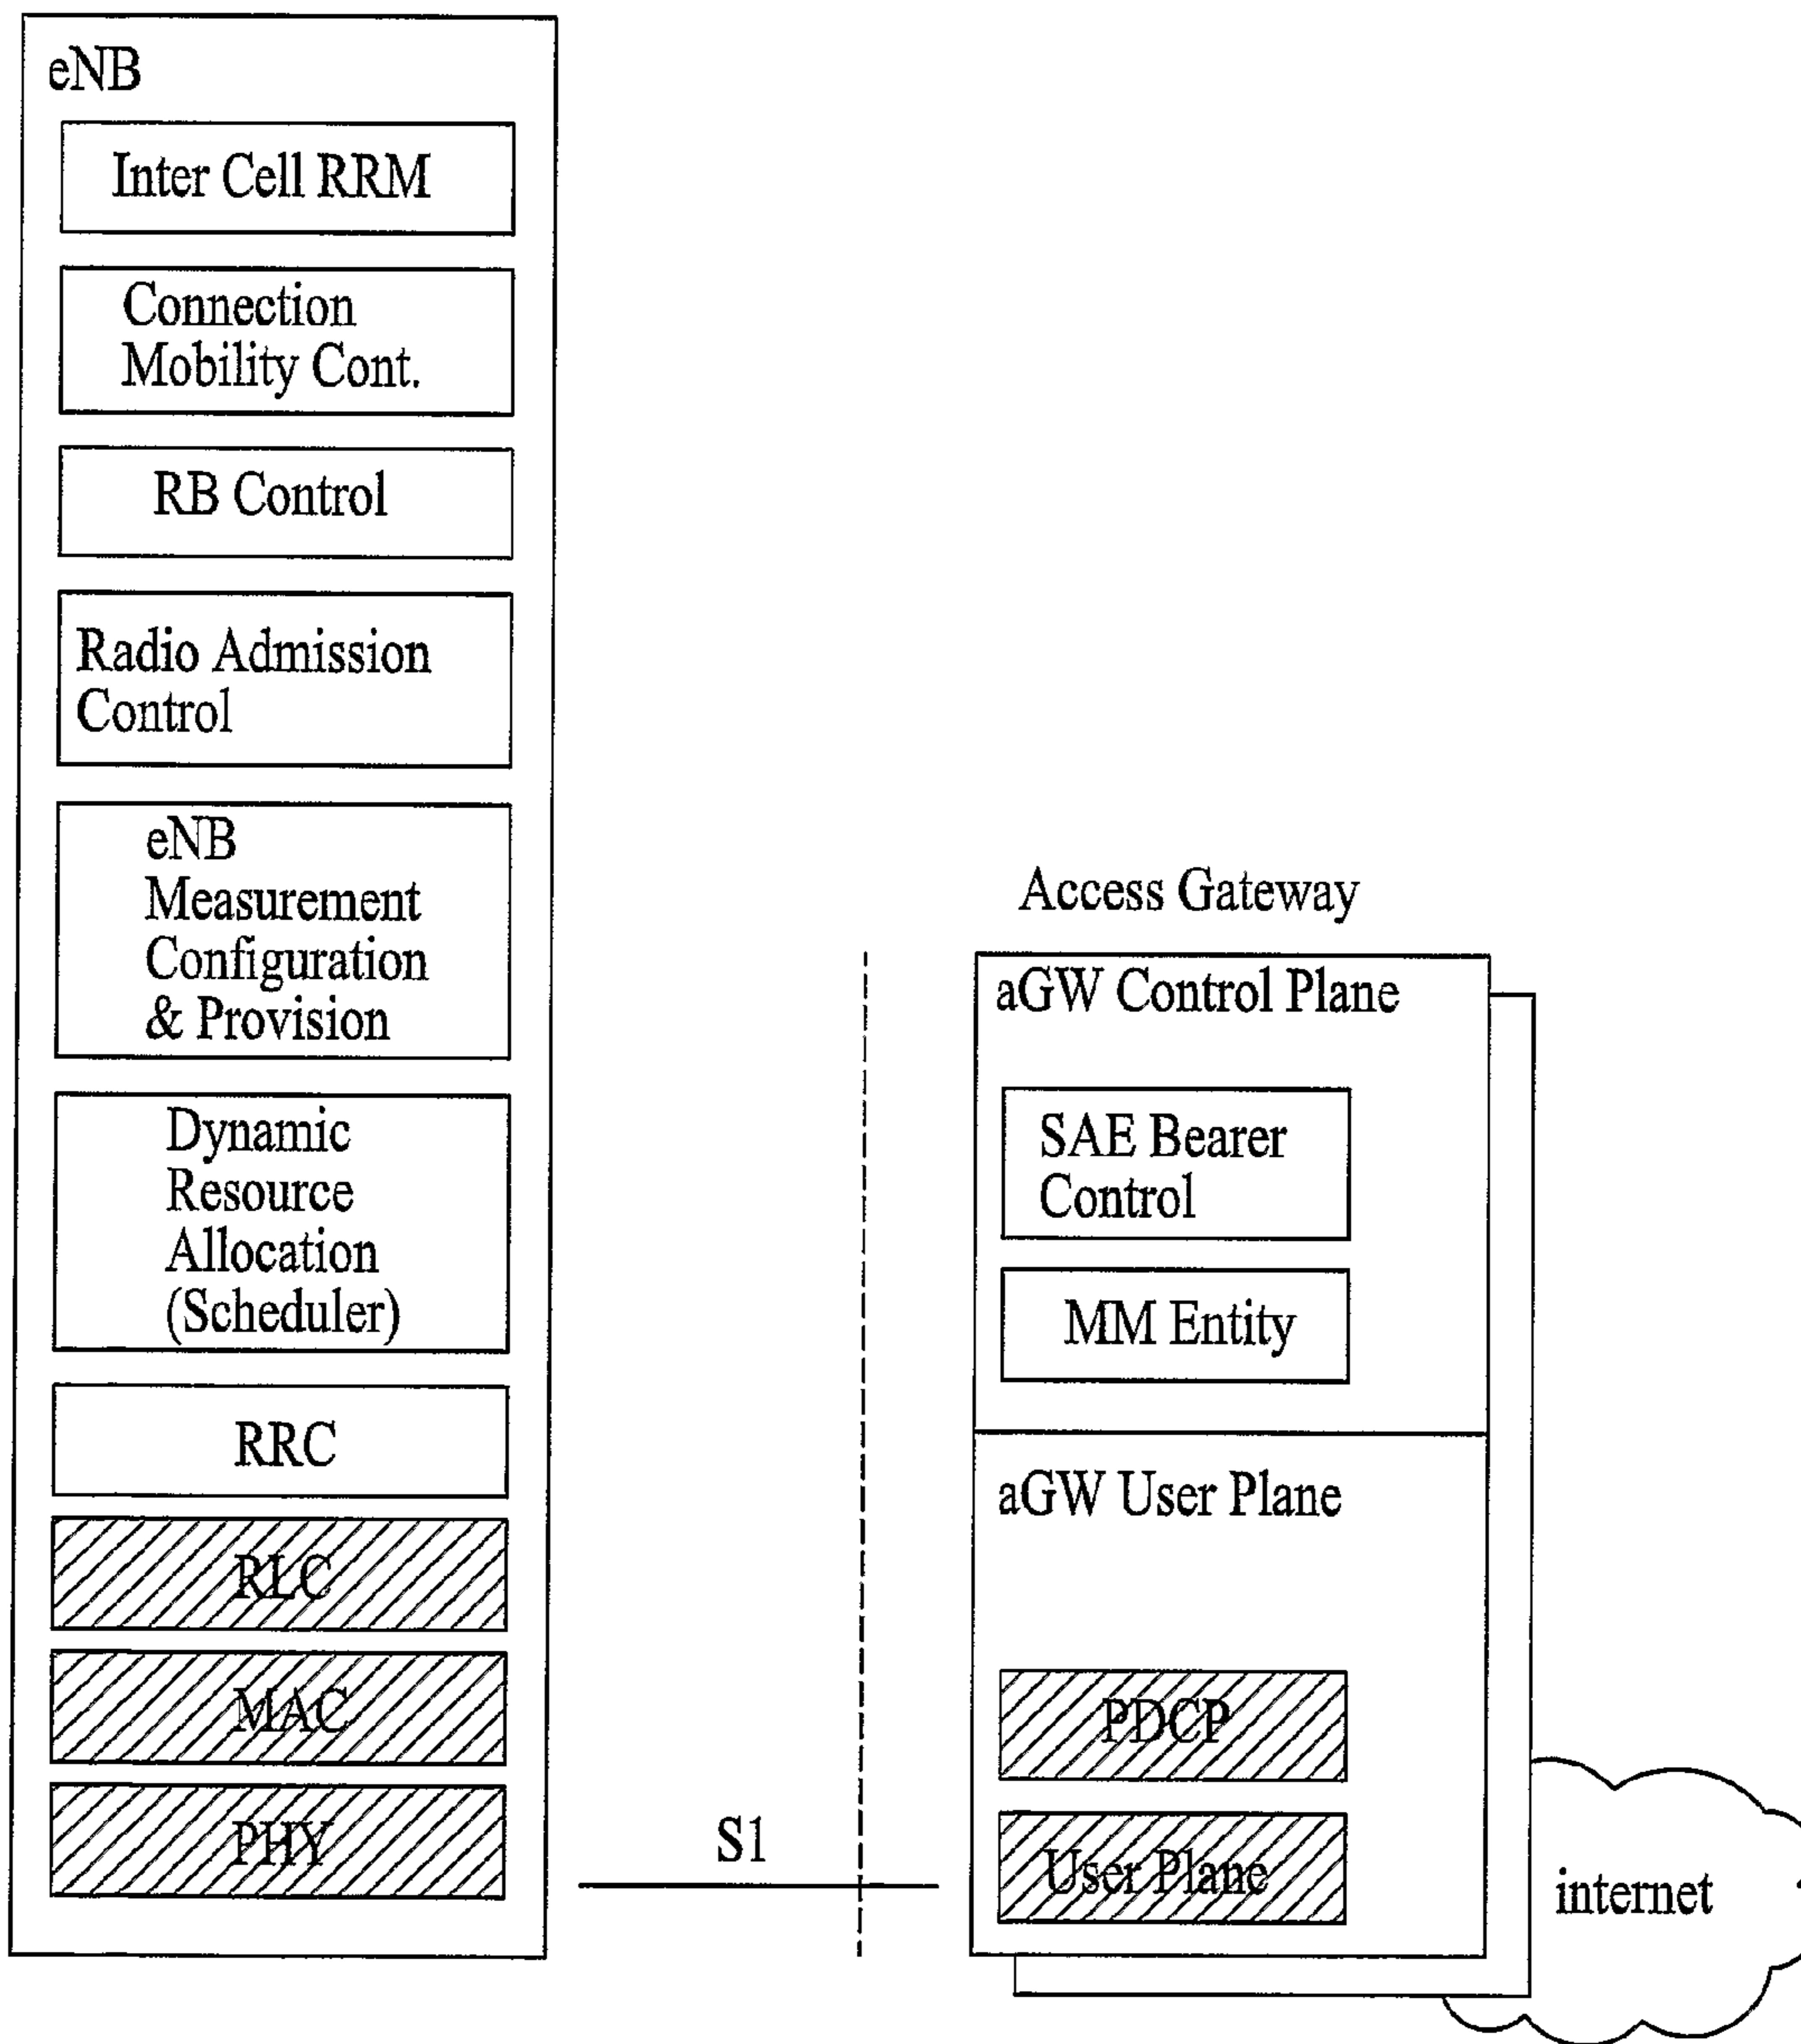 eNB
Inter Cell RRM
Connection
Mobility Cont.
RB Control
Radio Admission
Control
eNB
Measurement
Configuration
& Provision
Dynamic
Resource
Allocation
(Scheduler)
RRC
RLC
MAC
PHY
S1
Access Gateway
aGW Control Plane
SAE Bearer
Control
MM Entity
aGW User Plane
PDCP
User Plane
internet